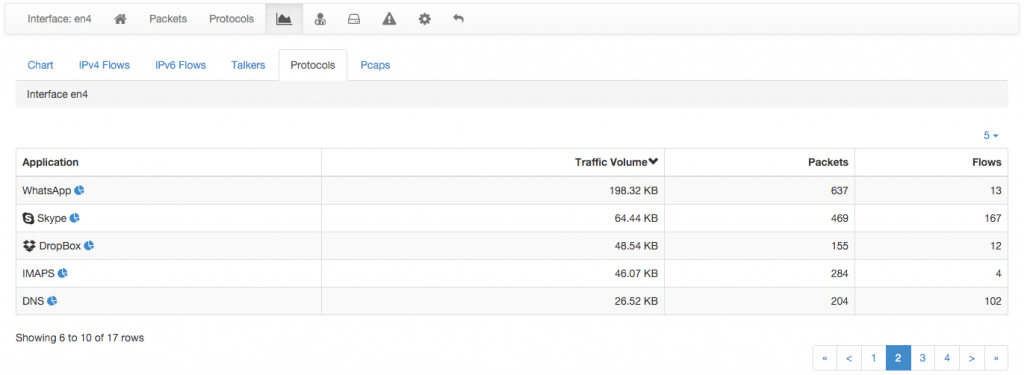 Interface: en4 Packets Protocols
Chart IPv4 Flows IPv6 Flows Talkers Protocols Pcaps
Interface en4
5
Application Traffic Volume Packets Flows
WhatsApp 198.32 KB 637 13
Skype 64.44 KB 469 167
DropBox 48.54 KB 155 12
IMAPS 46.07 KB 284 4
DNS 26.52 KB 204 102
Showing 6 to 10 of 17 rows
« < 1 2 3 4 > »